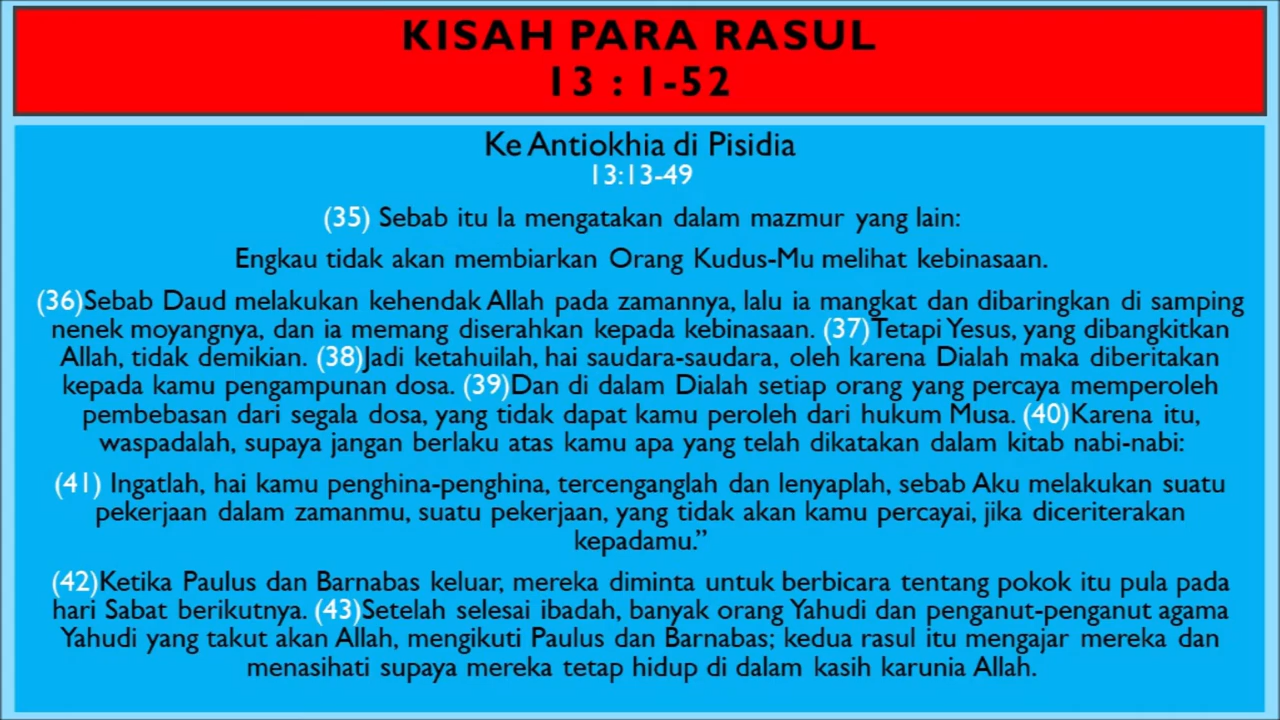 KISAH PARA RASUL
13 : 1-52
Ke Antiokhia di Pisidia
13:13-49
(35) Sebab itu Ia mengatakan dalam mazmur yang lain:
Engkau tidak akan membiarkan Orang Kudus-Mu melihat kebinasaan.
(36)Sebab Daud melakukan kehendak Allah pada zamannya, lalu ia mangkat dan dibaringkan di samping
nenek moyangnya, dan ia memang diserahkan kepada kebinasaan. (37)Tetapi Yesus, yang dibangkitkan
Allah, tidak demikian. (38)Jadi ketahuilah, hai saudara-saudara, oleh karena Dialah maka diberitakan
kepada kamu pengampunan dosa. (39)Dan di dalam Dialah setiap orang yang percaya memperoleh
pembebasan dari segala dosa, yang tidak dapat kamu peroleh dari hukum Musa. (40)Karena itu,
waspadalah, supaya jangan berlaku atas kamu apa yang telah dikatakan dalam kitab nabi-nabi:
(41) Ingatlah, hai kamu penghina-penghina, tercenganglah dan lenyaplah, sebab Aku melakukan suatu
pekerjaan dalam zamanmu, suatu pekerjaan, yang tidak akan kamu percayai, jika diceriterakan
kepadamu.”
(42)Ketika Paulus dan Barnabas keluar, mereka diminta untuk berbicara tentang pokok itu pula pada
hari Sabat berikutnya. (43)Setelah selesai ibadah, banyak orang Yahudi dan penganut-penganut agama
Yahudi yang takut akan Allah, mengikuti Paulus dan Barnabas; kedua rasul itu mengajar mereka dan
menasihati supaya mereka tetap hidup di dalam kasih karunia Allah.